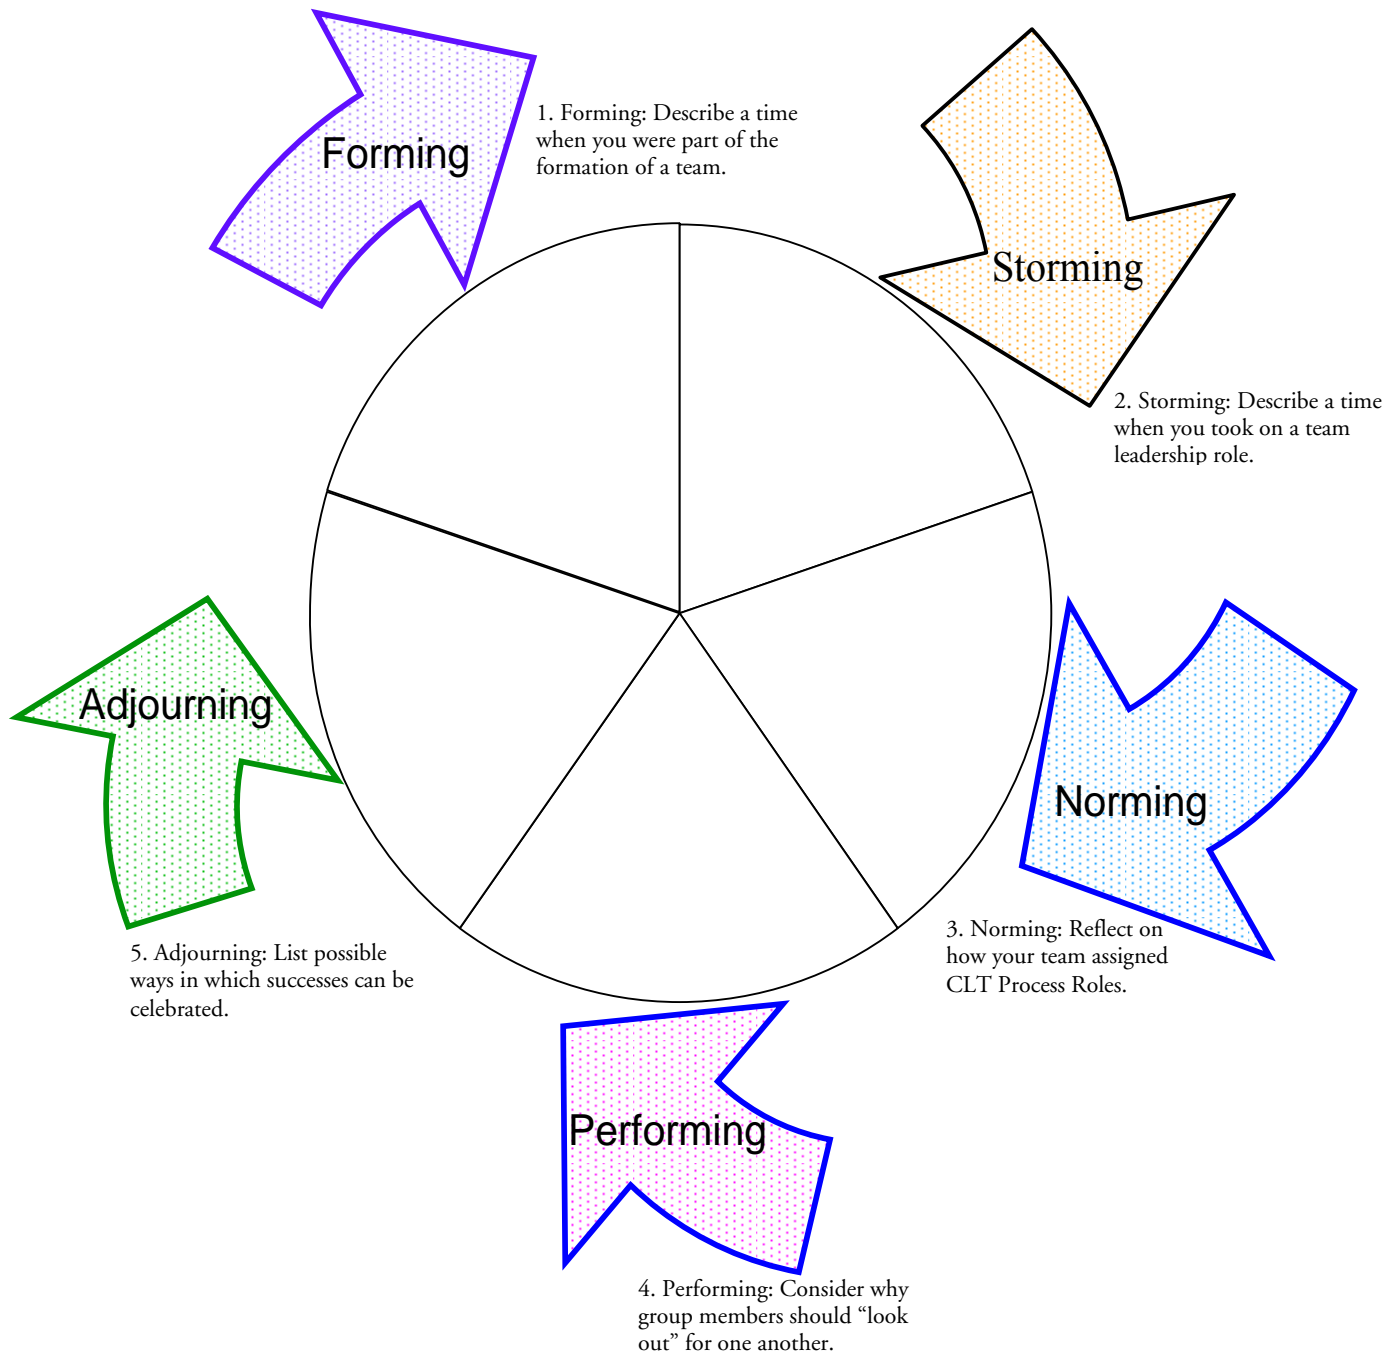 Forming
1. Forming: Describe a time
when you were part of the
formation of a team.
Storming
2. Storming: Describe a time
when you took on a team
leadership role.
Norming
3. Norming: Reflect on
how your team assigned
CLT Process Roles.
Performing
4. Performing: Consider why
group members should “look
out” for one another.
Adjourning
5. Adjourning: List possible
ways in which successes can be
celebrated.